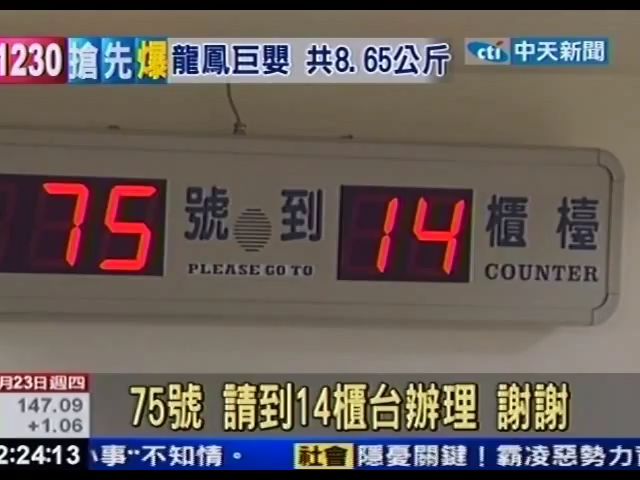 1230 搶先爆 龍鳳巨嬰 共8.65公斤
cti 中天新聞
75 號 到 14 櫃檯
PLEASE GO TO COUNTER
月23日週四
147.09
+1.06
75號 請到14櫃台辦理 謝謝
2:24:13 小事¨不知情。 社會 隱憂關鍵！霸凌惡勢力